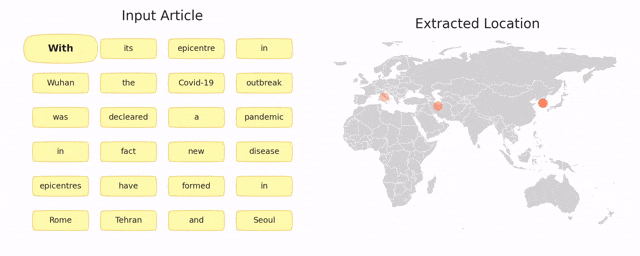 Input Article
Extracted Location
With its epicentre in
Wuhan the Covid-19 outbreak
was decleared a pandemic
in fact new disease
epicentres have formed in
Rome Tehran and Seoul